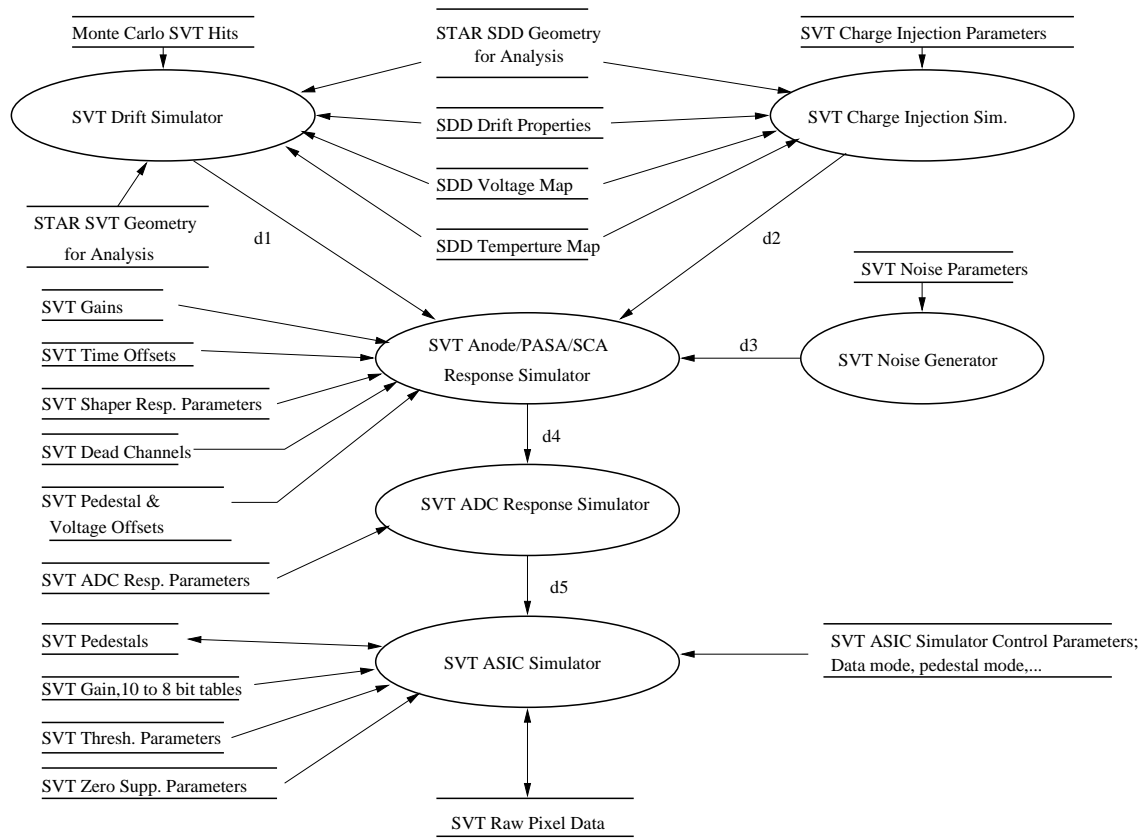 Monte Carlo SVT Hits
STAR SDD Geometry
for Analysis
SVT Charge Injection Parameters
SVT Drift Simulator
SDD Drift Properties
SVT Charge Injection Sim.
SDD Voltage Map
STAR SVT Geometry
for Analysis
d1
SDD Temperture Map
d2
SVT Noise Parameters
SVT Gains
SVT Time Offsets
SVT Shaper Resp. Parameters
SVT Dead Channels
SVT Pedestal &
Voltage Offsets
SVT Anode/PASA/SCA
Response Simulator
d3
SVT Noise Generator
d4
SVT ADC Response Simulator
SVT ADC Resp. Parameters
d5
SVT Pedestals
SVT Gain,10 to 8 bit tables
SVT Thresh. Parameters
SVT Zero Supp. Parameters
SVT ASIC Simulator
SVT ASIC Simulator Control Parameters;
Data mode, pedestal mode,...
SVT Raw Pixel Data